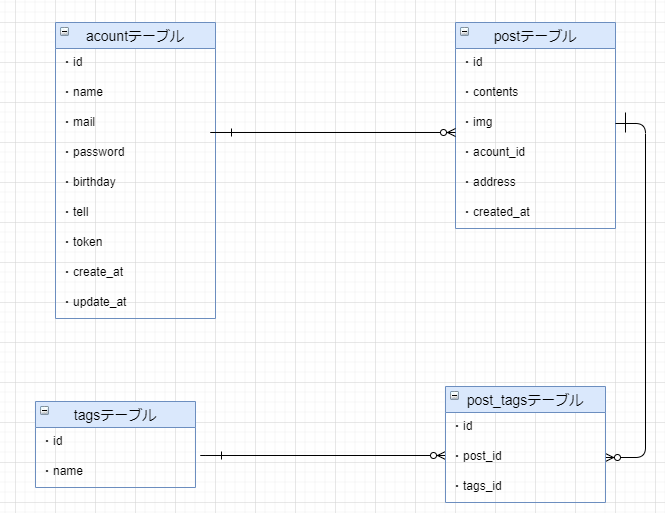 acountテーブル
・id
・name
・mail
・password
・birthday
・tell
・token
・create_at
・update_at
postテーブル
・id
・contents
・img
・acount_id
・address
・created_at
tagsテーブル
・id
・name
post_tagsテーブル
・id
・post_id
・tags_id